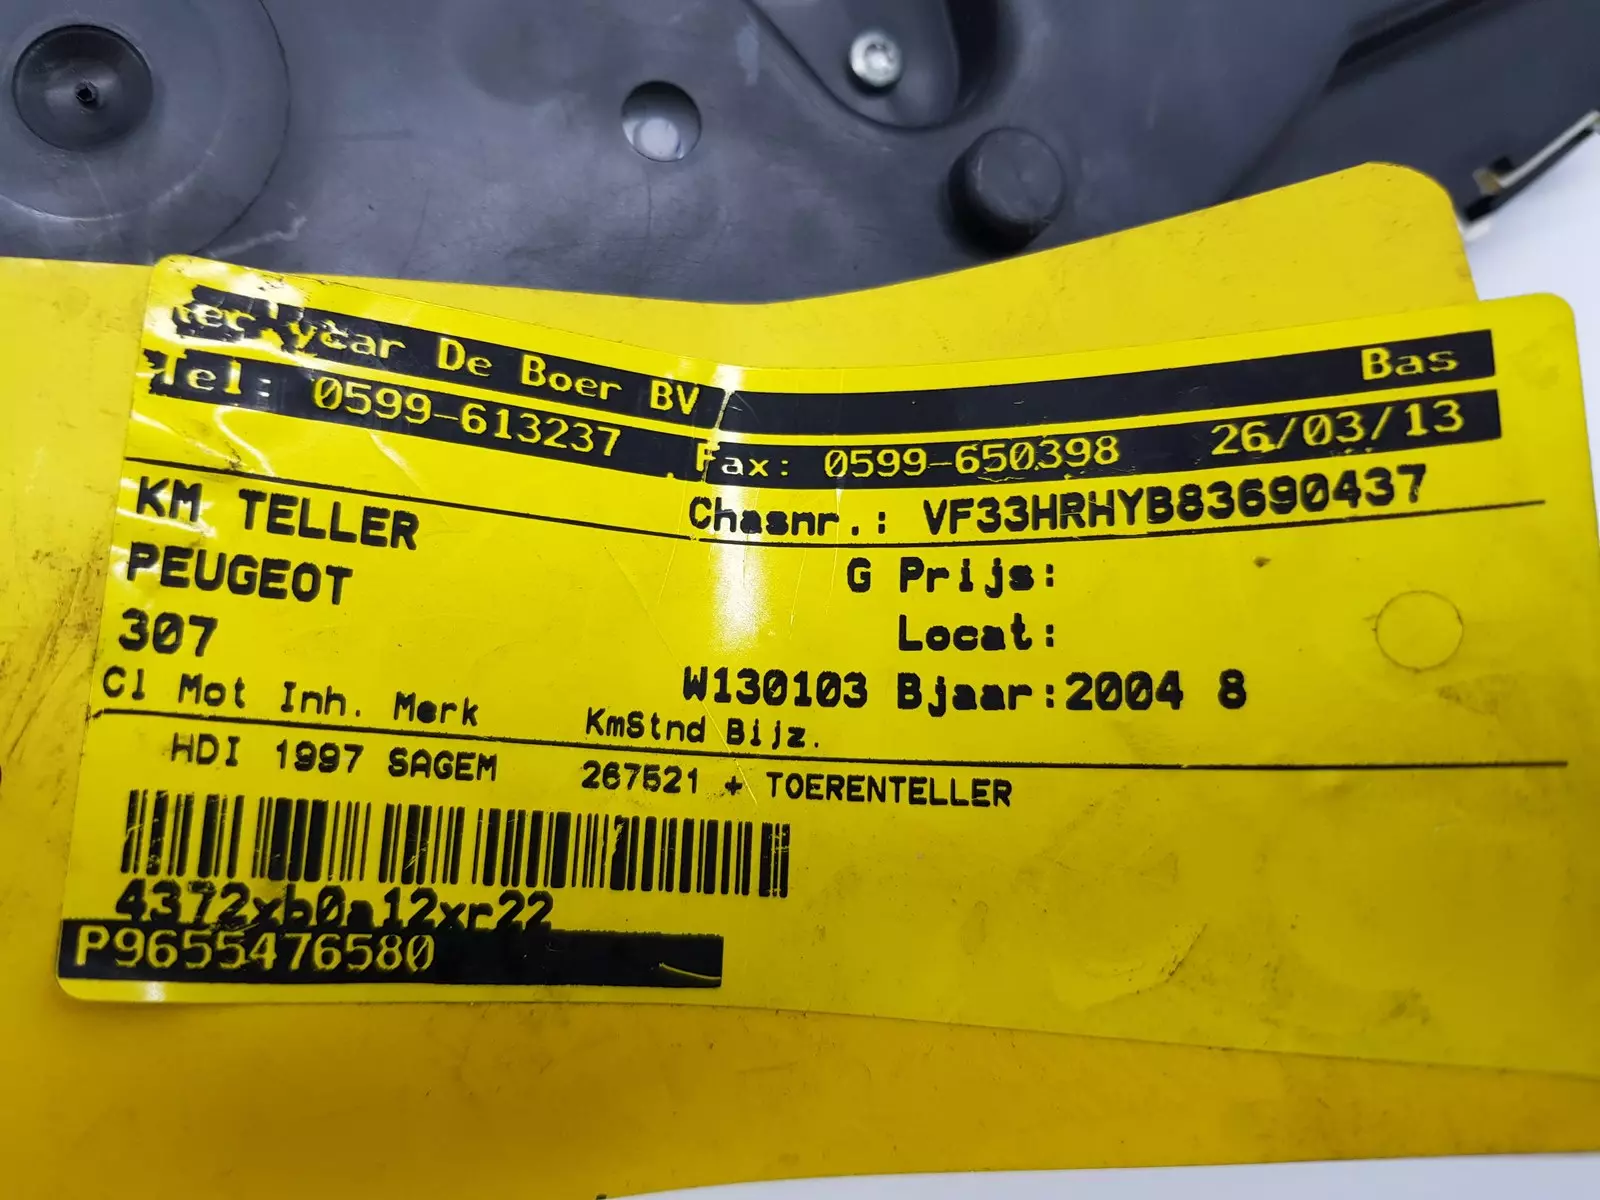 De Boer BV Bas
Tel: 0599-613237 Fax: 0599-650398 26/03/13
KM TELLER Chasnr.: VF33HRHYB83690437
PEUGEOT G Prijs:
307 Locat:
W130103 Bjaar:2004 8
Cl Mot Inh. Merk KmStnd Bijz.
HDI 1997 SAGEM 267521 + TOERENTELLER
4372xb0a12xr22
P9655476580